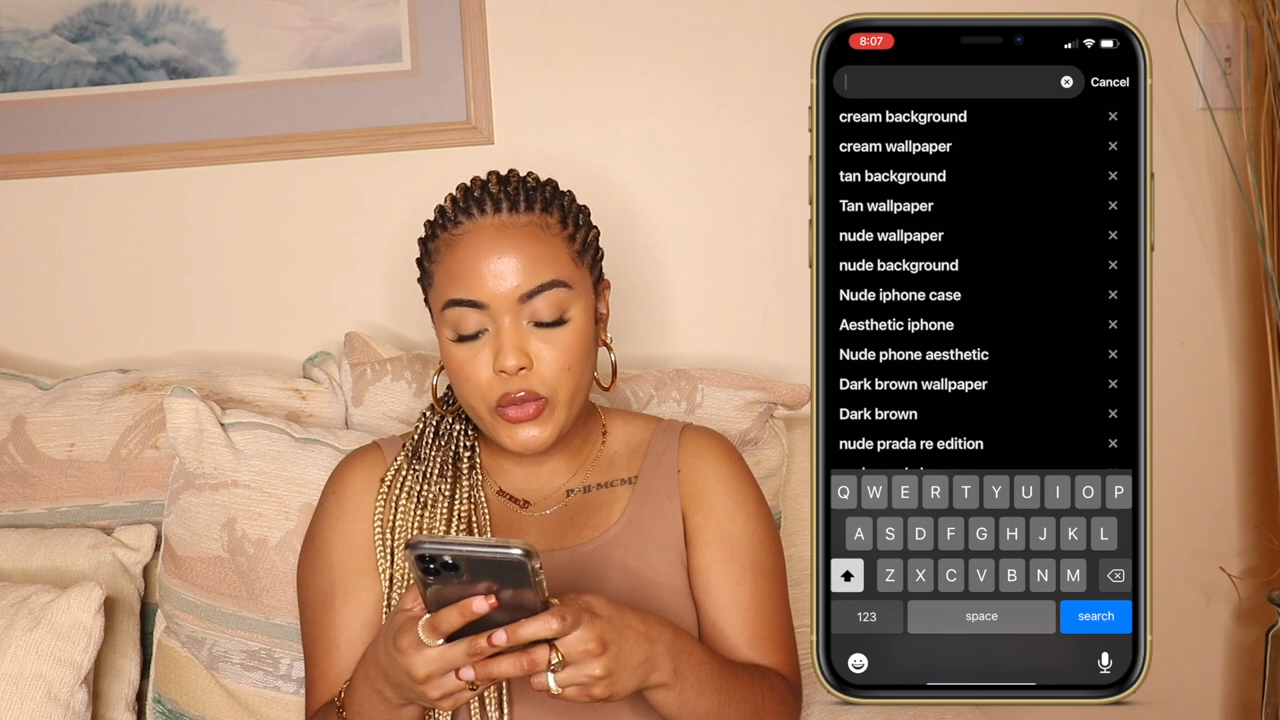 8:07
Cancel
cream background
cream wallpaper
tan background
Tan wallpaper
nude wallpaper
nude background
Nude iphone case
Aesthetic iphone
Nude phone aesthetic
Dark brown wallpaper
Dark brown
nude prada re edition
Q W E R T Y U I O P
A S D F G H J K L
Z X C V B N M
123 space search